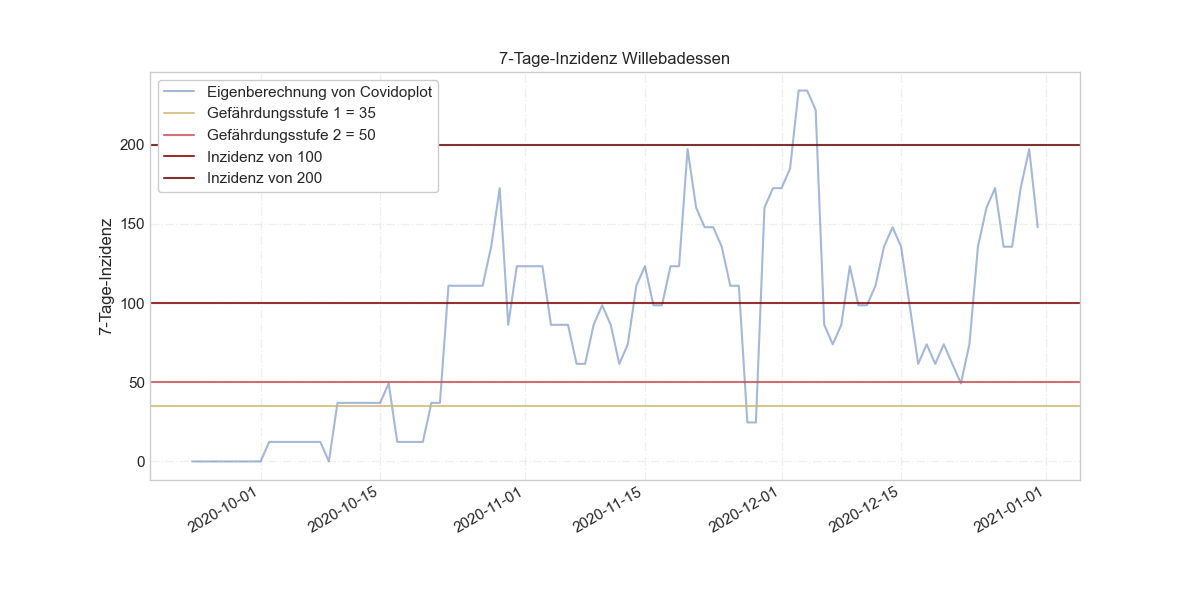 7-Tage-Inzidenz Willebadessen
Eigenberechnung von Covidoplot
Gefährdungsstufe 1 = 35
Gefährdungsstufe 2 = 50
Inzidenz von 100
Inzidenz von 200
7-Tage-Inzidenz
200
150
100
50
0
2020-10-01
2020-10-15
2020-11-01
2020-11-15
2020-12-01
2020-12-15
2021-01-01